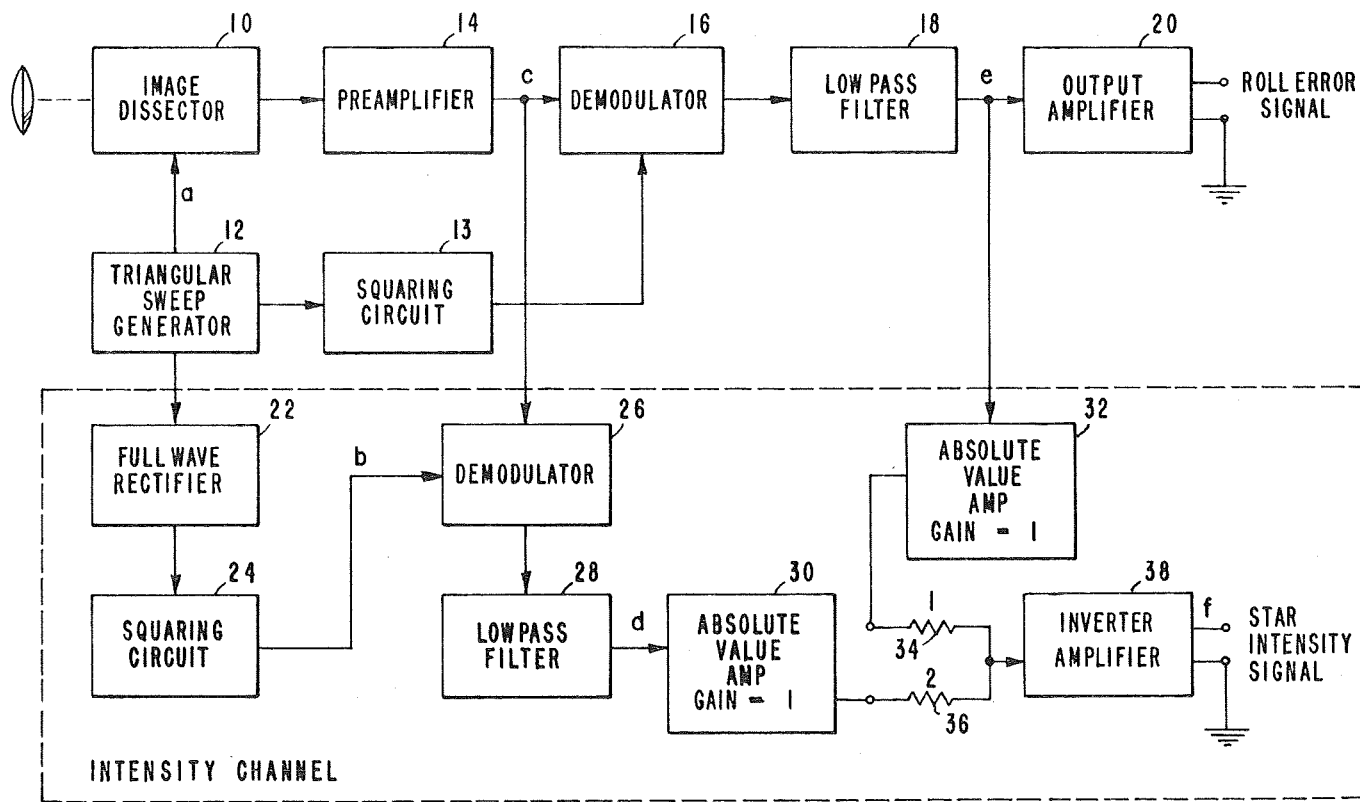 10
IMAGE
DISSECTOR
14
PREAMPLIFIER
c
16
DEMODULATOR
18
LOW PASS
FILTER
e
20
OUTPUT
AMPLIFIER
ROLL ERROR
SIGNAL
a
12
TRIANGULAR
SWEEP
GENERATOR
13
SQUARING
CIRCUIT
22
FULL WAVE
RECTIFIER
b
26
DEMODULATOR
32
ABSOLUTE
VALUE
AMP
GAIN = 1
24
SQUARING
CIRCUIT
28
LOW PASS
FILTER
d
30
ABSOLUTE
VALUE
AMP
GAIN = 1
1
34
2
36
38
INVERTER
AMPLIFIER
f
STAR
INTENSITY
SIGNAL
INTENSITY CHANNEL